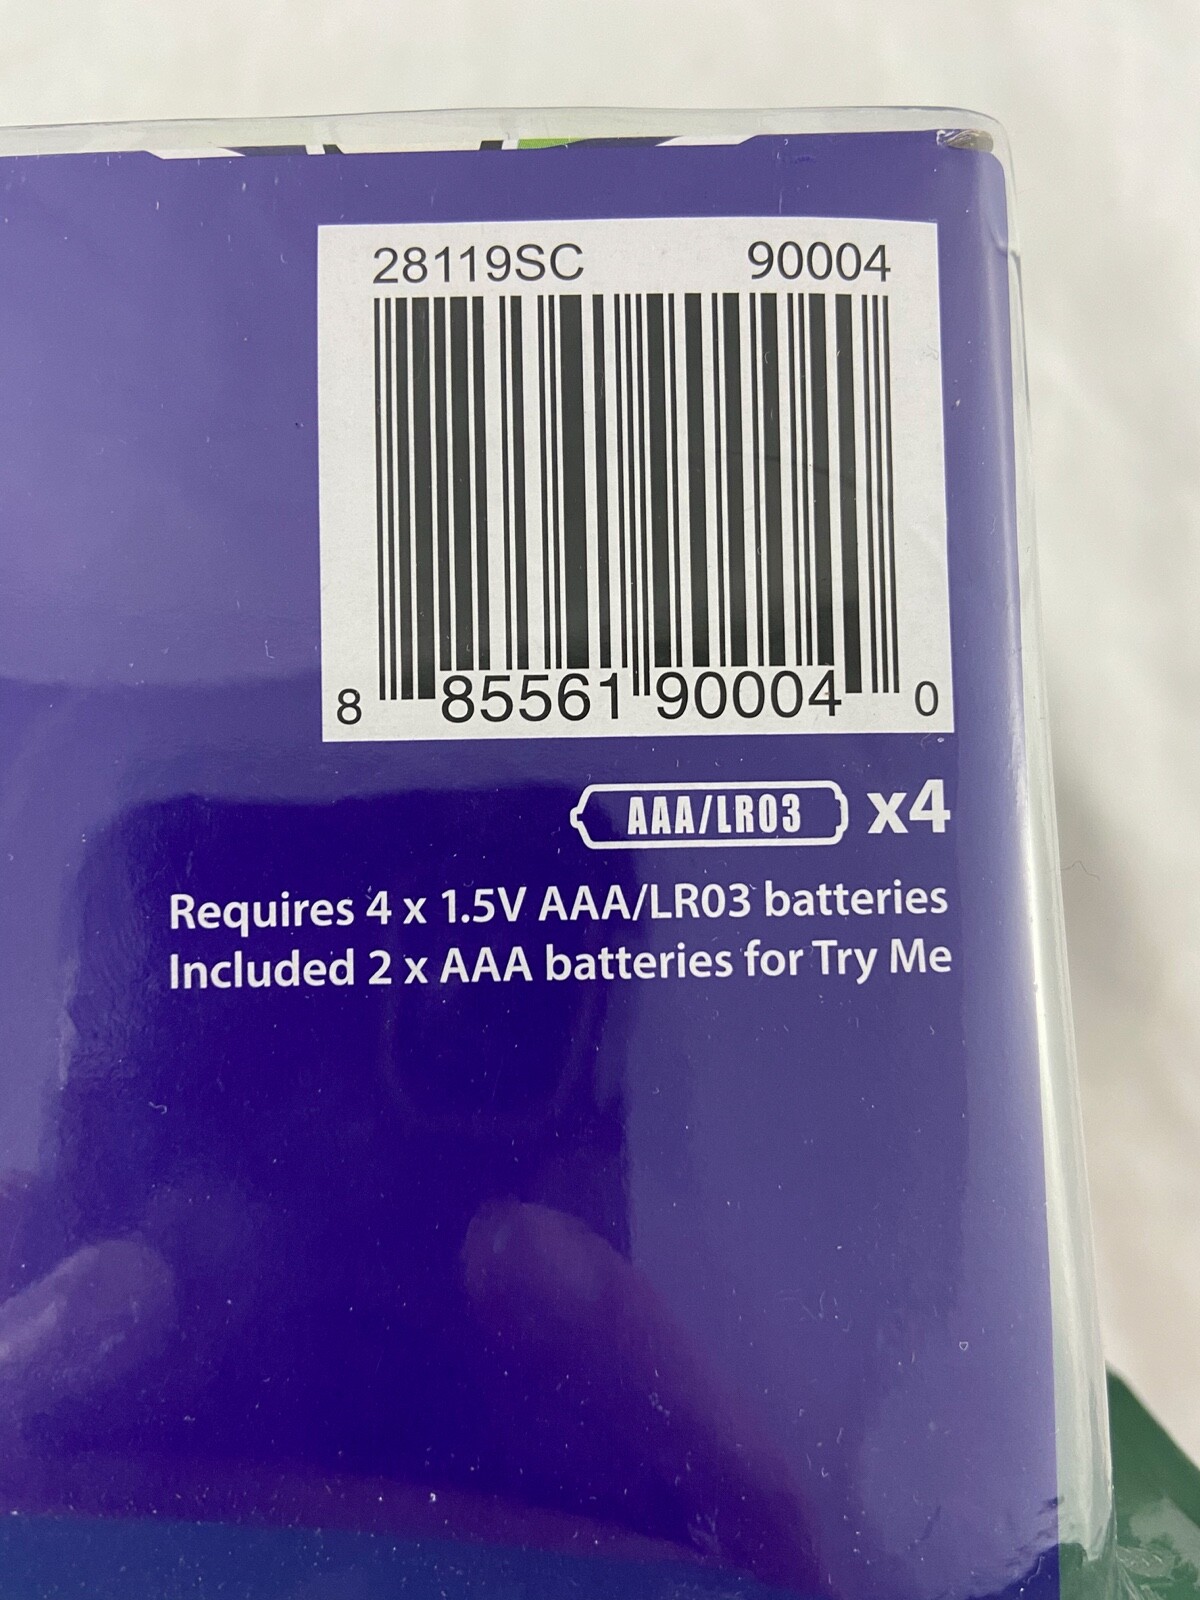 28119SC 90004
8 85561 90004 0
AAA/LR03 x4
Requires 4 x 1.5V AAA/LR03 batteries
Included 2 x AAA batteries for Try Me